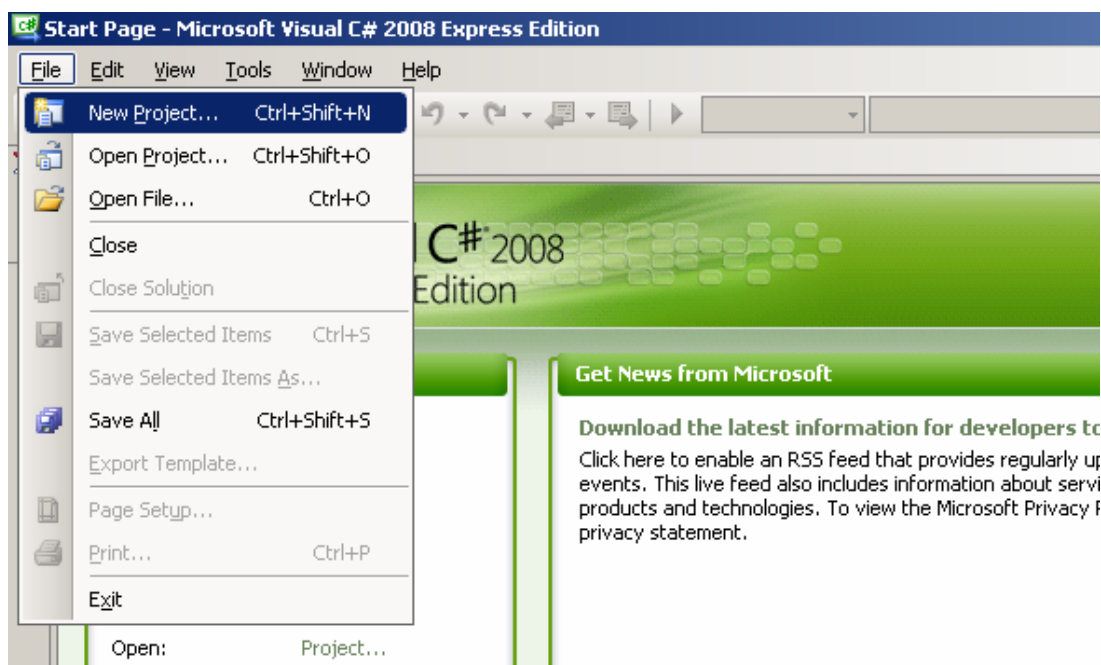 Start Page - Microsoft Visual C# 2008 Express Edition
File Edit View Tools Window Help
New Project... Ctrl+Shift+N
Open Project... Ctrl+Shift+O
Open File... Ctrl+O
Close
Close Solution
Save Selected Items Ctrl+S
Save Selected Items As...
Save All Ctrl+Shift+S
Export Template...
Page Setup...
Print... Ctrl+P
Exit
C# 2008
Edition
Get News from Microsoft
Download the latest information for developers to
Click here to enable an RSS feed that provides regularly
events. This live feed also includes information about
products and technologies. To view the Microsoft Privacy
privacy statement.
Open: Project...